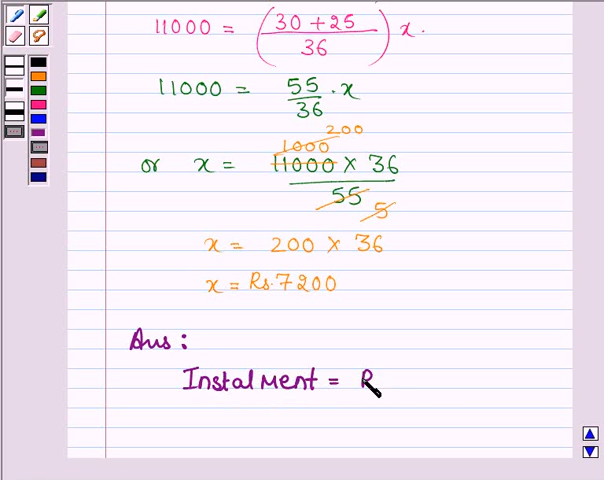 11000 = (30 + 25 / 36) x.
11000 = 55/36 . x
1000 200
or x = 11000 × 36
55 5
x = 200 × 36
x = Rs. 7200
Ans :
Instalment = R